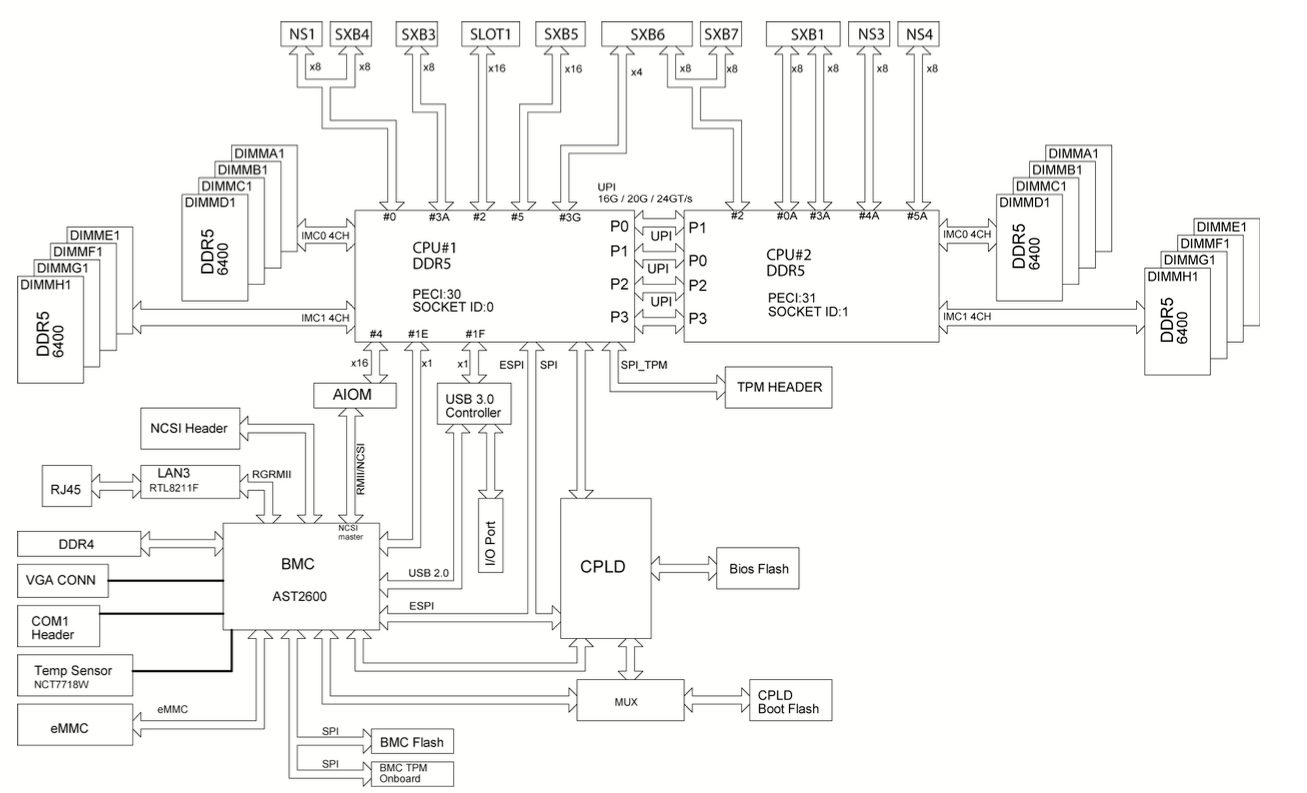 NS1 SXB4 SXB3 SLOT1 SXB5 SXB6 SXB7 SXB1 NS3 NS4
x8 x8 x8 x16 x16 x4 x8 x8 x8 x8 x8 x8
UPI
16G / 20G / 24GT/s
DIMMA1
DIMMB1
DIMMC1
DIMMD1
DDR5
6400
IMC0 4CH
DIMME1
DIMMF1
DIMMG1
DIMMH1
DDR5
6400
IMC1 4CH
#0 #3A #2 #5 #3G
CPU#1
DDR5
PECI:30
SOCKET ID:0
P0
P1
P2
P3
#4 #1E #1F
UPI
UPI
UPI
#2 #0A #3A #4A #5A
P1
P0
P2
P3
CPU#2
DDR5
PECI:31
SOCKET ID:1
DIMMA1
DIMMB1
DIMMC1
DIMMD1
DDR5
6400
IMC0 4CH
DIMME1
DIMMF1
DIMMG1
DIMMH1
DDR5
6400
IMC1 4CH
x16 x1 x1 ESPI SPI SPI_TPM
AIOM
USB 3.0
Controller
TPM HEADER
NCSI Header
RMII/NCSI
RJ45
LAN3
RTL8211F
RGRMII
I/O Port
DDR4
NCSI
master
BMC
AST2600
USB 2.0
ESPI
CPLD
Bios Flash
VGA CONN
COM1
Header
Temp Sensor
NCT7718W
eMMC
eMMC
MUX
CPLD
Boot Flash
SPI
BMC Flash
SPI
BMC TPM
Onboard